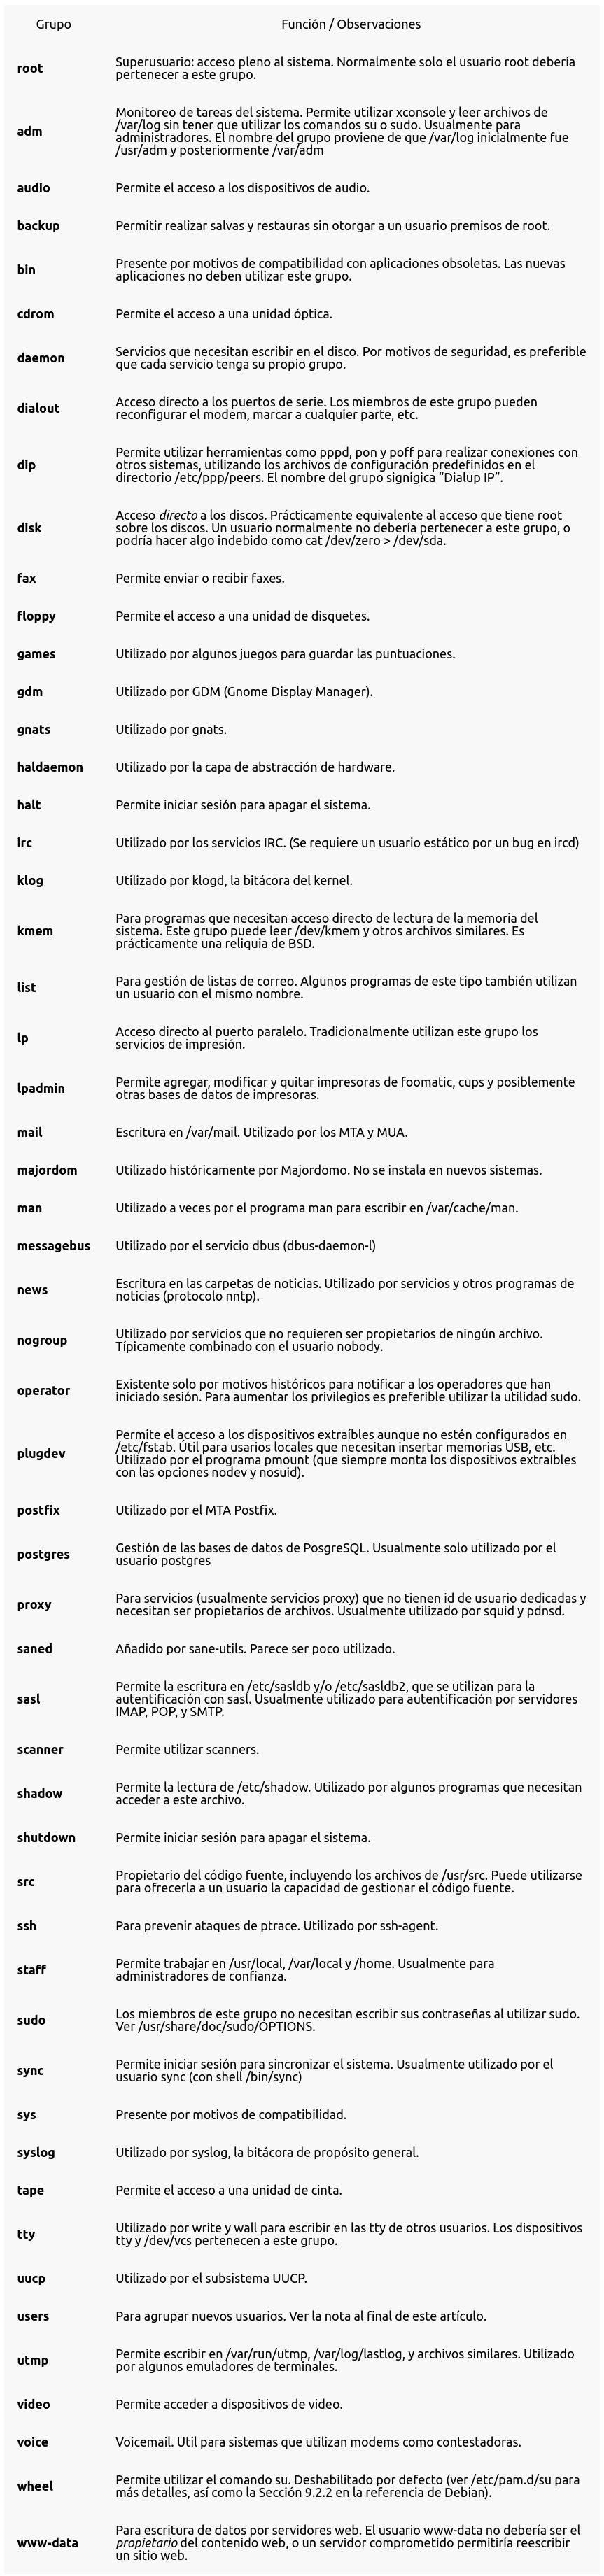 Grupo Función / Observaciones
root
Superusuario: acceso pleno al sistema. Normalmente solo el usuario root debería
pertenecer a este grupo.
adm
Monitoreo de tareas del sistema. Permite utilizar xconsole y leer archivos de
/var/log sin tener que utilizar los comandos su o sudo. Usualmente para
administradores. El nombre del grupo proviene de que /var/log inicialmente fue
/usr/adm y posteriormente /var/adm
audio Permite el acceso a los dispositivos de audio.
backup Permitir realizar salvas y restauras sin otorgar a un usuario premisos de root.
bin
Presente por motivos de compatibilidad con aplicaciones obsoletas. Las nuevas
aplicaciones no deben utilizar este grupo.
cdrom Permite el acceso a una unidad óptica.
daemon
Servicios que necesitan escribir en el disco. Por motivos de seguridad, es preferible
que cada servicio tenga su propio grupo.
dialout
Acceso directo a los puertos de serie. Los miembros de este grupo pueden
reconfigurar el modem, marcar a cualquier parte, etc.
dip
Permite utilizar herramientas como pppd, pon y poff para realizar conexiones con
otros sistemas, utilizando los archivos de configuración predefinidos en el
directorio /etc/ppp/peers. El nombre del grupo signigica “Dialup IP”.
disk
Acceso directo a los discos. Prácticamente equivalente al acceso que tiene root
sobre los discos. Un usuario normalmente no debería pertenecer a este grupo, o
podría hacer algo indebido como cat /dev/zero > /dev/sda.
fax Permite enviar o recibir faxes.
floppy Permite el acceso a una unidad de disquetes.
games Utilizado por algunos juegos para guardar las puntuaciones.
gdm Utilizado por GDM (Gnome Display Manager).
gnats Utilizado por gnats.
haldaemon Utilizado por la capa de abstracción de hardware.
halt Permite iniciar sesión para apagar el sistema.
irc Utilizado por los servicios IRC. (Se requiere un usuario estático por un bug en ircd)
klog Utilizado por klogd, la bitácora del kernel.
kmem
Para programas que necesitan acceso directo de lectura de la memoria del
sistema. Este grupo puede leer /dev/kmem y otros archivos similares. Es
prácticamente una reliquia de BSD.
list
Para gestión de listas de correo. Algunos programas de este tipo también utilizan
un usuario con el mismo nombre.
lp
Acceso directo al puerto paralelo. Tradicionalmente utilizan este grupo los
servicios de impresión.
lpadmin
Permite agregar, modificar y quitar impresoras de foomatic, cups y posiblemente
otras bases de datos de impresoras.
mail Escritura en /var/mail. Utilizado por los MTA y MUA.
majordom Utilizado históricamente por Majordomo. No se instala en nuevos sistemas.
man Utilizado a veces por el programa man para escribir en /var/cache/man.
messagebus Utilizado por el servicio dbus (dbus-daemon-l)
news
Escritura en las carpetas de noticias. Utilizado por servicios y otros programas de
noticias (protocolo nntp).
nogroup
Utilizado por servicios que no requieren ser propietarios de ningún archivo.
Típicamente combinado con el usuario nobody.
operator
Existente solo por motivos históricos para notificar a los operadores que han
iniciado sesión. Para aumentar los privilegios es preferible utilizar la utilidad sudo.
plugdev
Permite el acceso a los dispositivos extraíbles aunque no estén configurados en
/etc/fstab. Útil para usarios locales que necesitan insertar memorias USB, etc.
Utilizado por el programa pmount (que siempre monta los dispositivos extraíbles
con las opciones nodev y nosuid).
postfix Utilizado por el MTA Postfix.
postgres
Gestión de las bases de datos de PosgreSQL. Usualmente solo utilizado por el
usuario postgres
proxy
Para servicios (usualmente servicios proxy) que no tienen id de usuario dedicadas y
necesitan ser propietarios de archivos. Usualmente utilizado por squid y pdnsd.
saned Añadido por sane-utils. Parece ser poco utilizado.
sasl
Permite la escritura en /etc/sasldb y/o /etc/sasldb2, que se utilizan para la
autentificación con sasl. Usualmente utilizado para autentificación por servidores
IMAP, POP, y SMTP.
scanner Permite utilizar scanners.
shadow
Permite la lectura de /etc/shadow. Utilizado por algunos programas que necesitan
acceder a este archivo.
shutdown Permite iniciar sesión para apagar el sistema.
src
Propietario del código fuente, incluyendo los archivos de /usr/src. Puede utilizarse
para ofrecerla a un usuario la capacidad de gestionar el código fuente.
ssh Para prevenir ataques de ptrace. Utilizado por ssh-agent.
staff
Permite trabajar en /usr/local, /var/local y /home. Usualmente para
administradores de confianza.
sudo
Los miembros de este grupo no necesitan escribir sus contraseñas al utilizar sudo.
Ver /usr/share/doc/sudo/OPTIONS.
sync
Permite iniciar sesión para sincronizar el sistema. Usualmente utilizado por el
usuario sync (con shell /bin/sync)
sys Presente por motivos de compatibilidad.
syslog Utilizado por syslog, la bitácora de propósito general.
tape Permite el acceso a una unidad de cinta.
tty
Utilizado por write y wall para escribir en las tty de otros usuarios. Los dispositivos
tty y /dev/vcs pertenecen a este grupo.
uucp Utilizado por el subsistema UUCP.
users Para agrupar nuevos usuarios. Ver la nota al final de este artículo.
utmp
Permite escribir en /var/run/utmp, /var/log/lastlog, y archivos similares. Utilizado
por algunos emuladores de terminales.
video Permite acceder a dispositivos de video.
voice Voicemail. Util para sistemas que utilizan modems como contestadoras.
wheel
Permite utilizar el comando su. Deshabilitado por defecto (ver /etc/pam.d/su para
más detalles, así como la Sección 9.2.2 en la referencia de Debian).
www-data
Para escritura de datos por servidores web. El usuario www-data no debería ser el
propietario del contenido web, o un servidor comprometido permitiría reescribir
un sitio web.